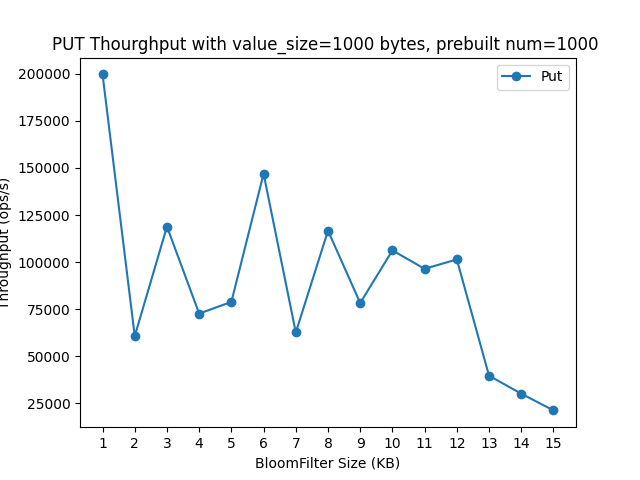 PUT Thourghput with value_size=1000 bytes, prebuilt num=1000
Put
200000
175000
150000
125000
100000
75000
50000
25000
Throughput (ops/s)
1 2 3 4 5 6 7 8 9 10 11 12 13 14 15
BloomFilter Size (KB)